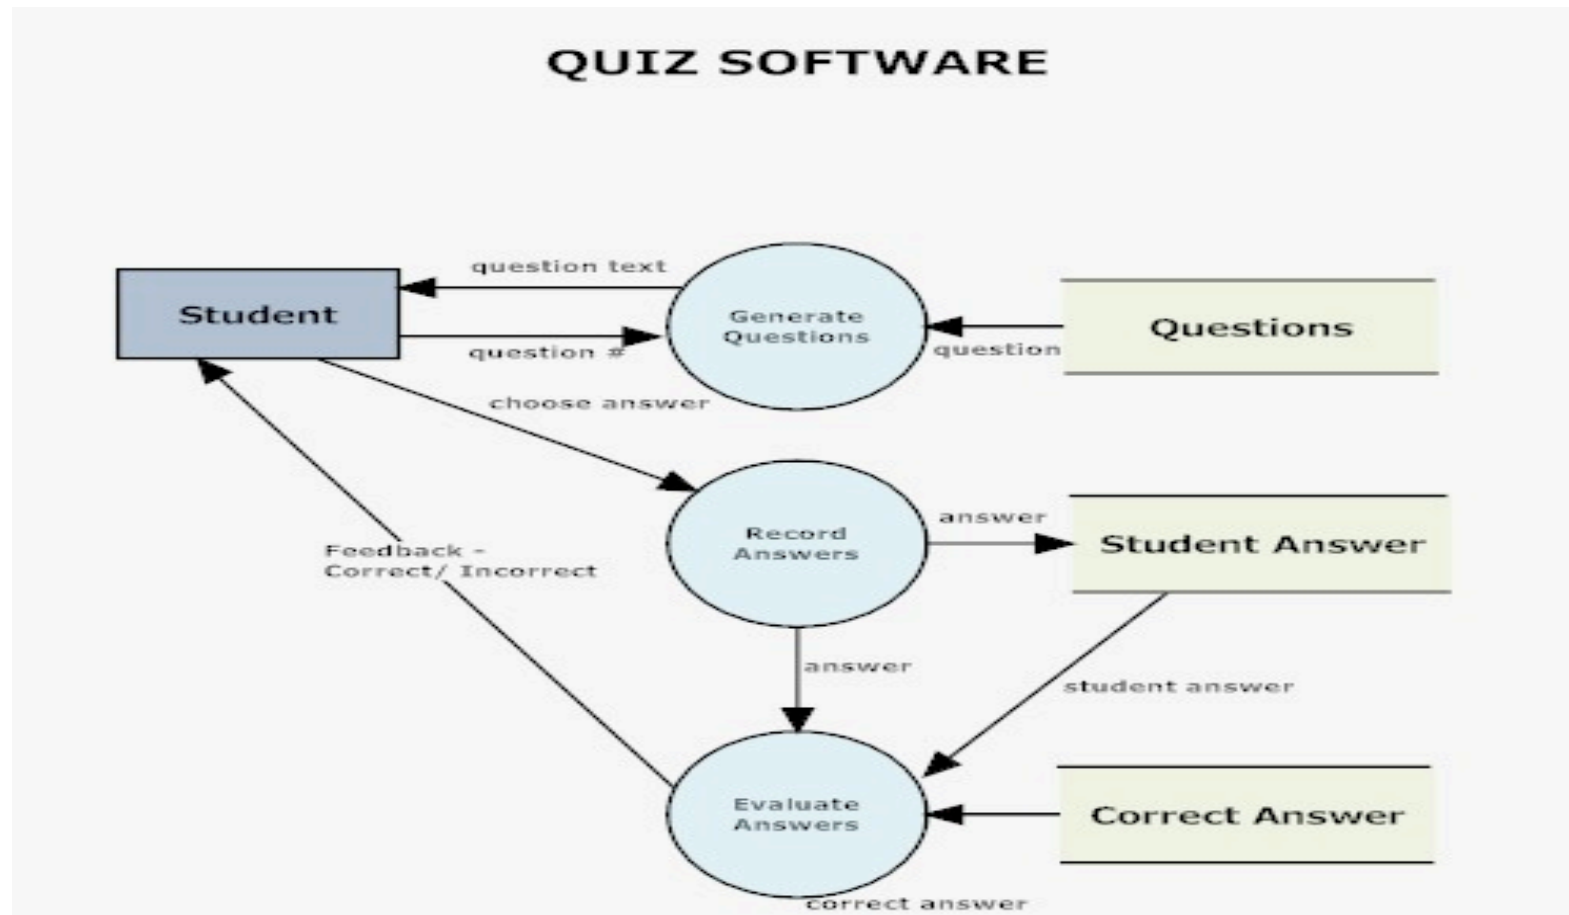 QUIZ SOFTWARE
question text
Student
Generate
Questions
Questions
question #
question
choose answer
answer
Record
Answers
Student Answer
Feedback -
Correct/ Incorrect
answer
student answer
Evaluate
Answers
Correct Answer
correct answer